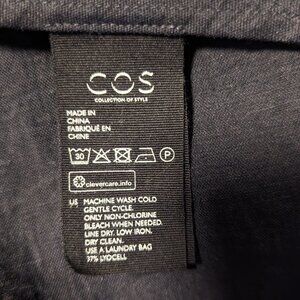 COS
COLLECTION OF STYLE
MADE IN
CHINA
FABRIQUÉ EN
CHINE
30
P
clevercare.info
US MACHINE WASH COLD
GENTLE CYCLE.
ONLY NON-CHLORINE
BLEACH WHEN NEEDED.
LINE DRY. LOW IRON.
DRY CLEAN.
USE A LAUNDRY BAG
97% LYOCELL